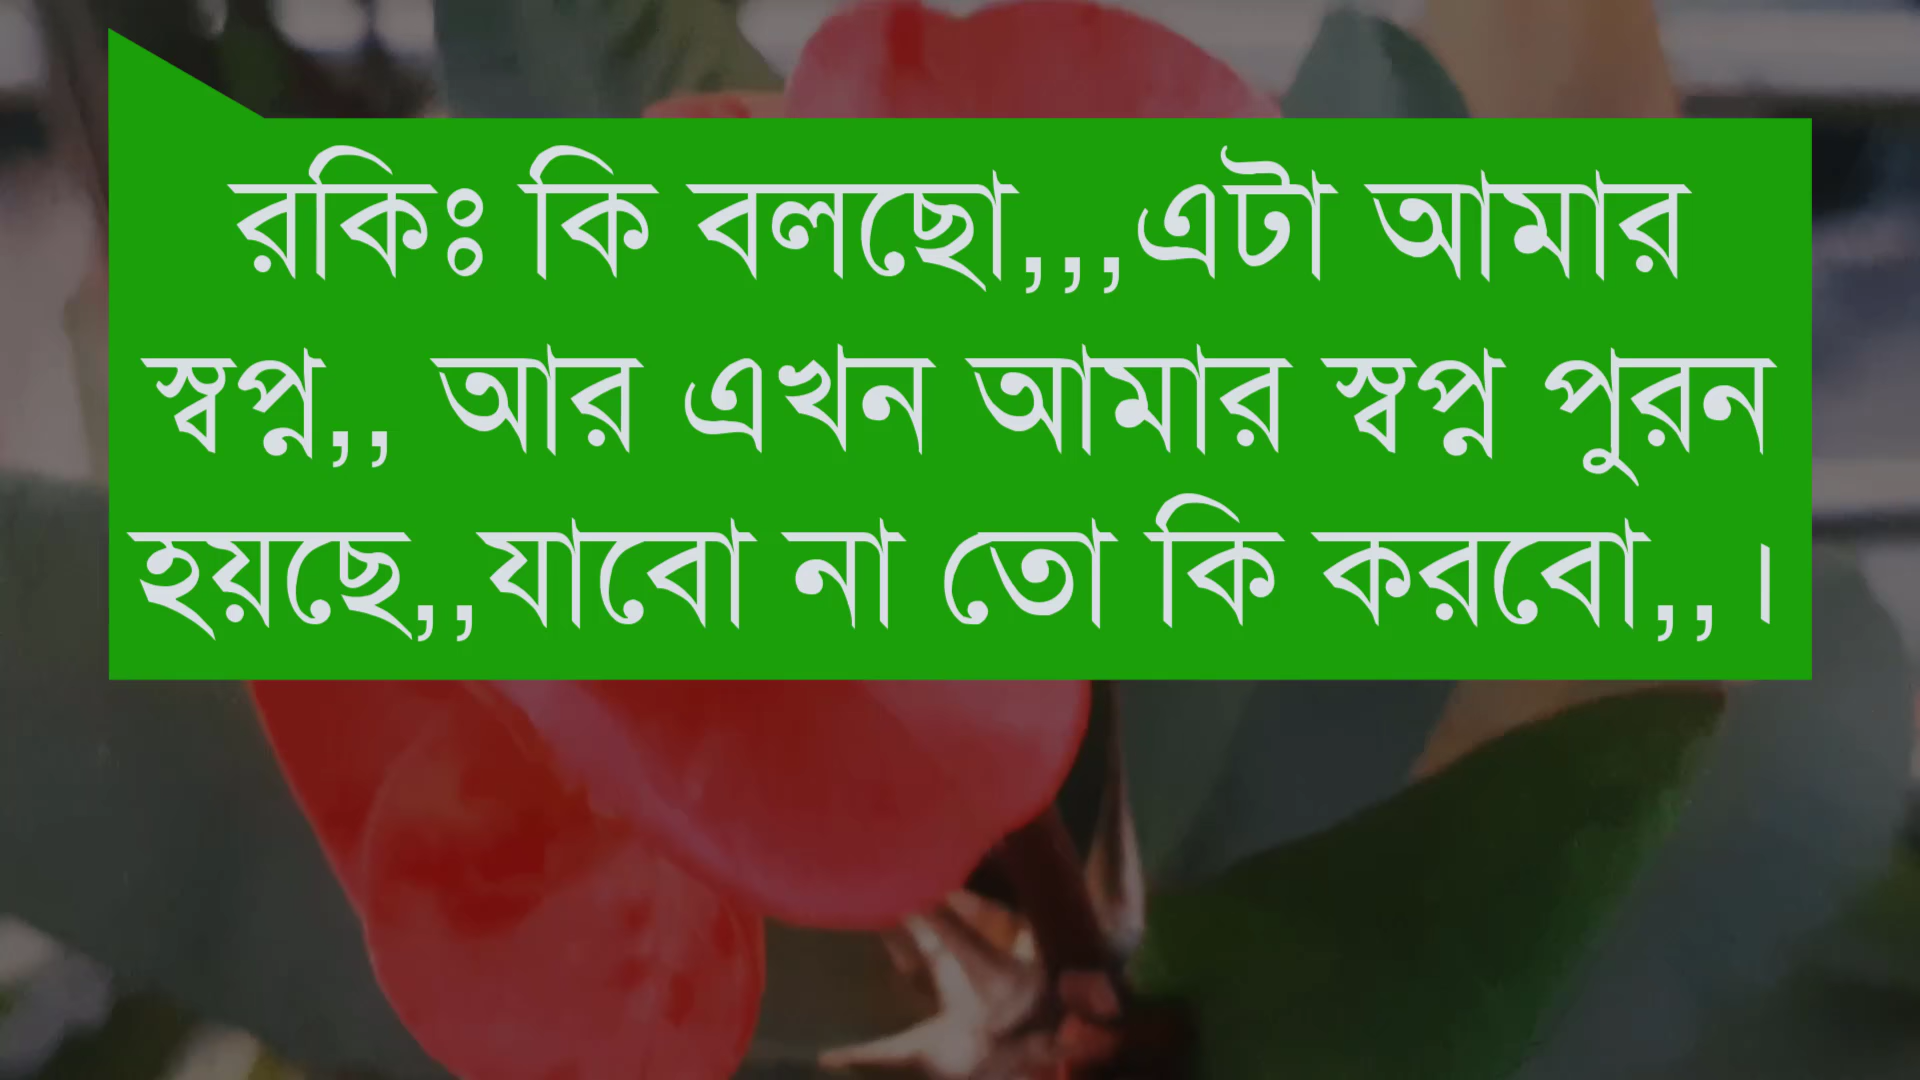 রকিঃ কি বলছো,,,এটা আমার
স্বপ্ন,, আর এখন আমার স্বপ্ন পুরন
হয়ছে,,যাবো না তো কি করবো,, ।